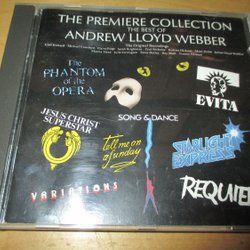 THE PREMIERE COLLECTION
THE BEST OF
ANDREW LLOYD WEBBER
The Original Recordings
The
PHANTOM
of the
OPERA
EVITA
JESUS CHRIST
SUPERSTAR
SONG & DANCE
Tell me on
a Sunday
STARLIGHT
EXPRESS
VARIATIONS
REQUIEM